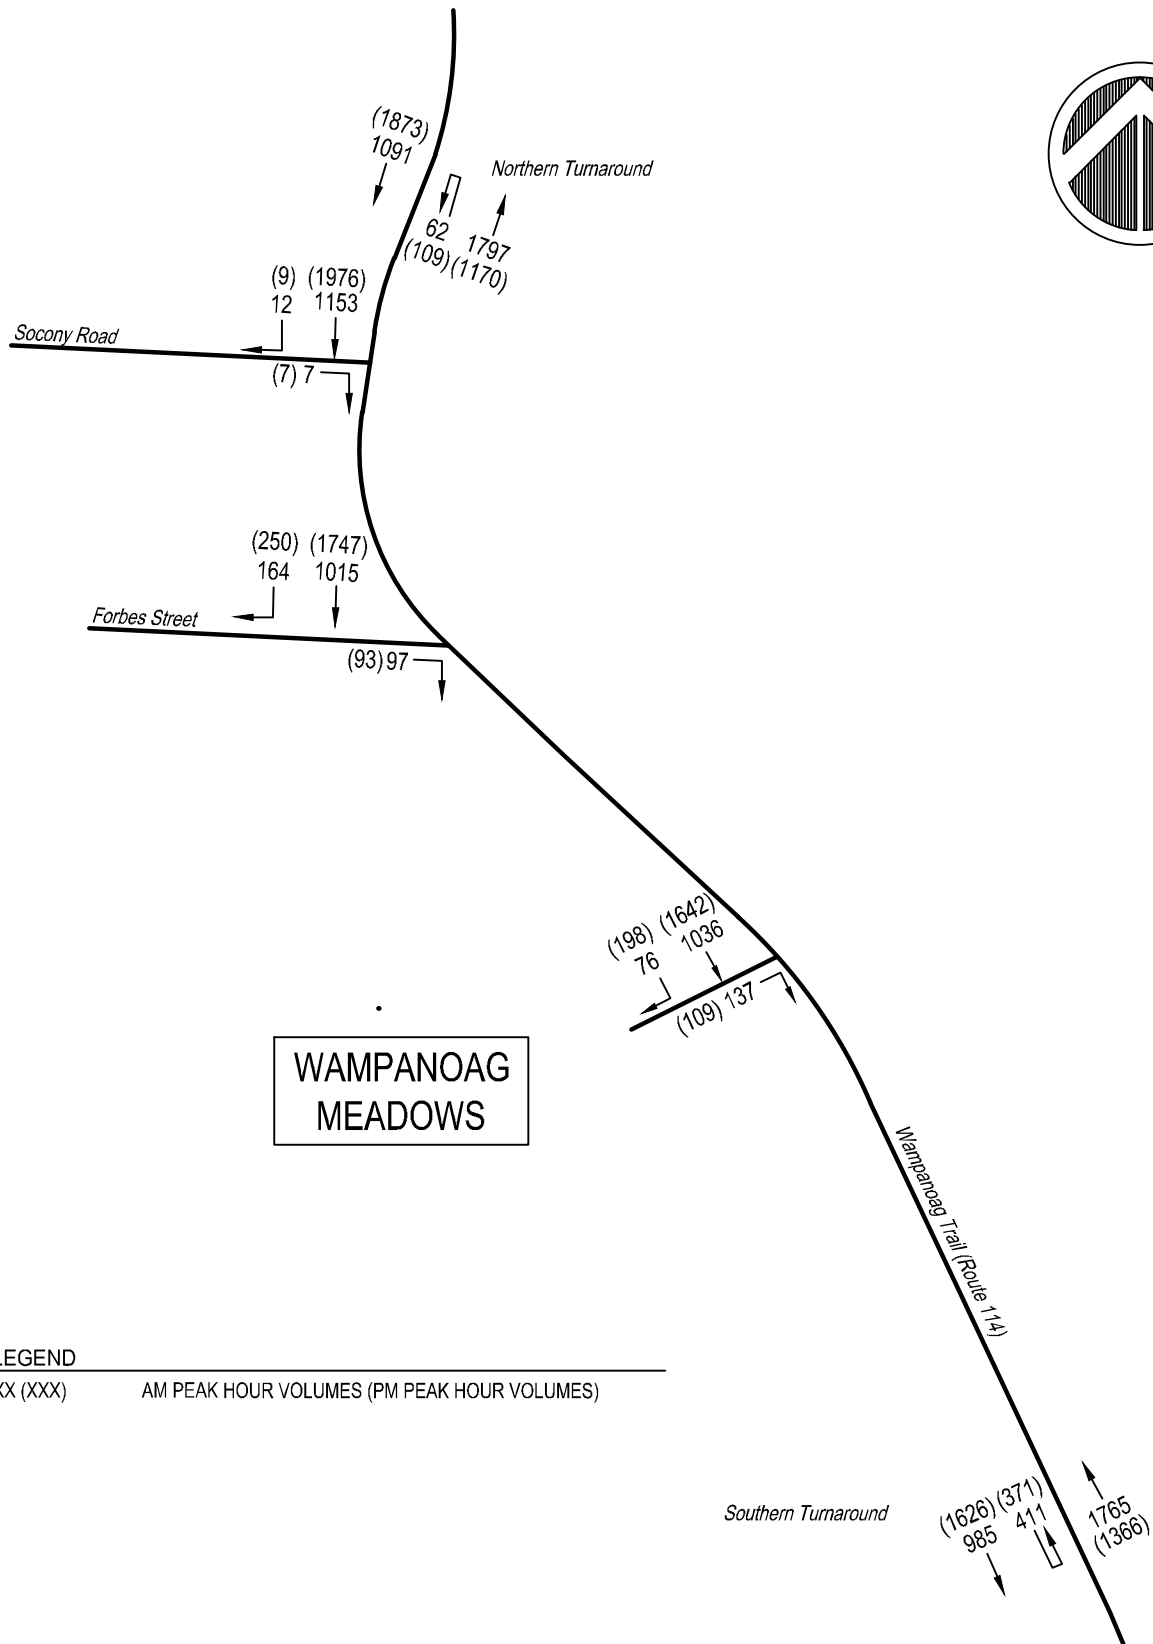 (1873)
1091
Northern Turnaround
62 1797
(109) (1170)
(9) (1976)
12 1153
Socony Road
(7) 7
(250) (1747)
164 1015
Forbes Street
(93) 97
(198) (1642)
76 1036
(109) 137
WAMPANOAG
MEADOWS
Wampanoag Trail (Route 114)
LEGEND
XX (XXX) AM PEAK HOUR VOLUMES (PM PEAK HOUR VOLUMES)
Southern Turnaround
(1626) (371)
985 411
1765
(1366)